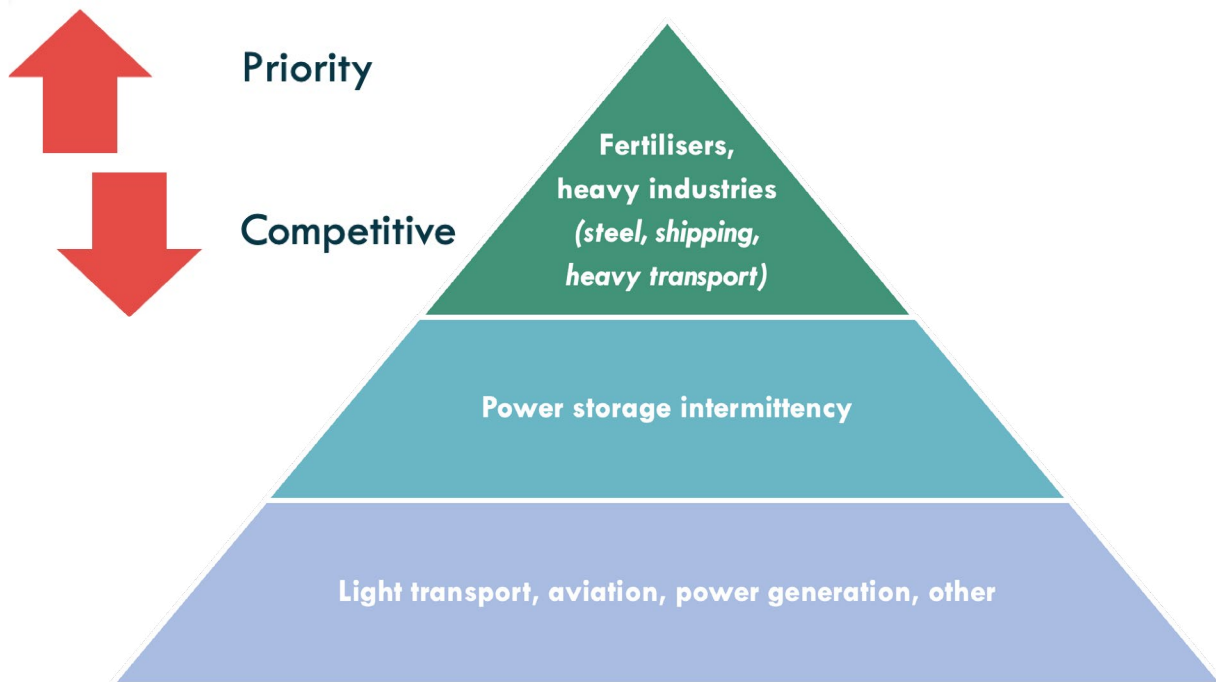 Priority
Competitive
Fertilisers,
heavy industries
(steel, shipping,
heavy transport)
Power storage intermittency
Light transport, aviation, power generation, other